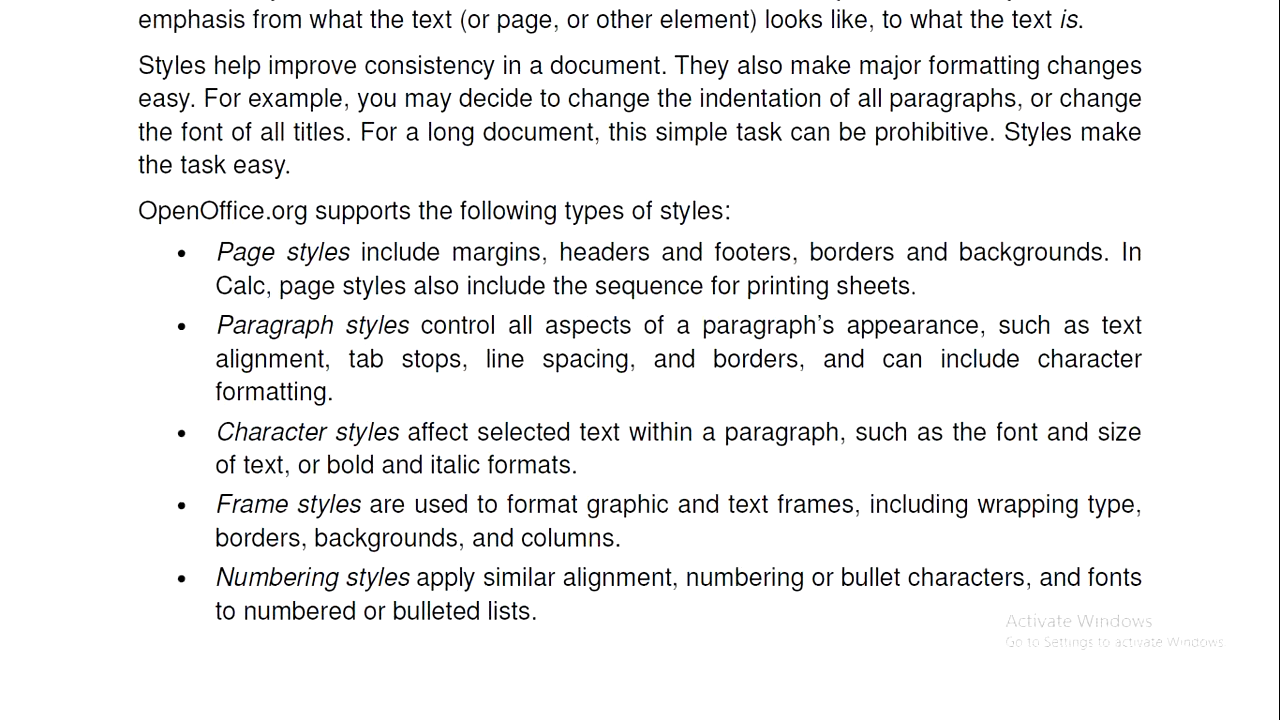 emphasis from what the text (or page, or other element) looks like, to what the text is.
Styles help improve consistency in a document. They also make major formatting changes
easy. For example, you may decide to change the indentation of all paragraphs, or change
the font of all titles. For a long document, this simple task can be prohibitive. Styles make
the task easy.
OpenOffice.org supports the following types of styles:
• Page styles include margins, headers and footers, borders and backgrounds. In
Calc, page styles also include the sequence for printing sheets.
• Paragraph styles control all aspects of a paragraph's appearance, such as text
alignment, tab stops, line spacing, and borders, and can include character
formatting.
• Character styles affect selected text within a paragraph, such as the font and size
of text, or bold and italic formats.
• Frame styles are used to format graphic and text frames, including wrapping type,
borders, backgrounds, and columns.
• Numbering styles apply similar alignment, numbering or bullet characters, and fonts
to numbered or bulleted lists.
Activate Windows
Go to Settings to activate Windows